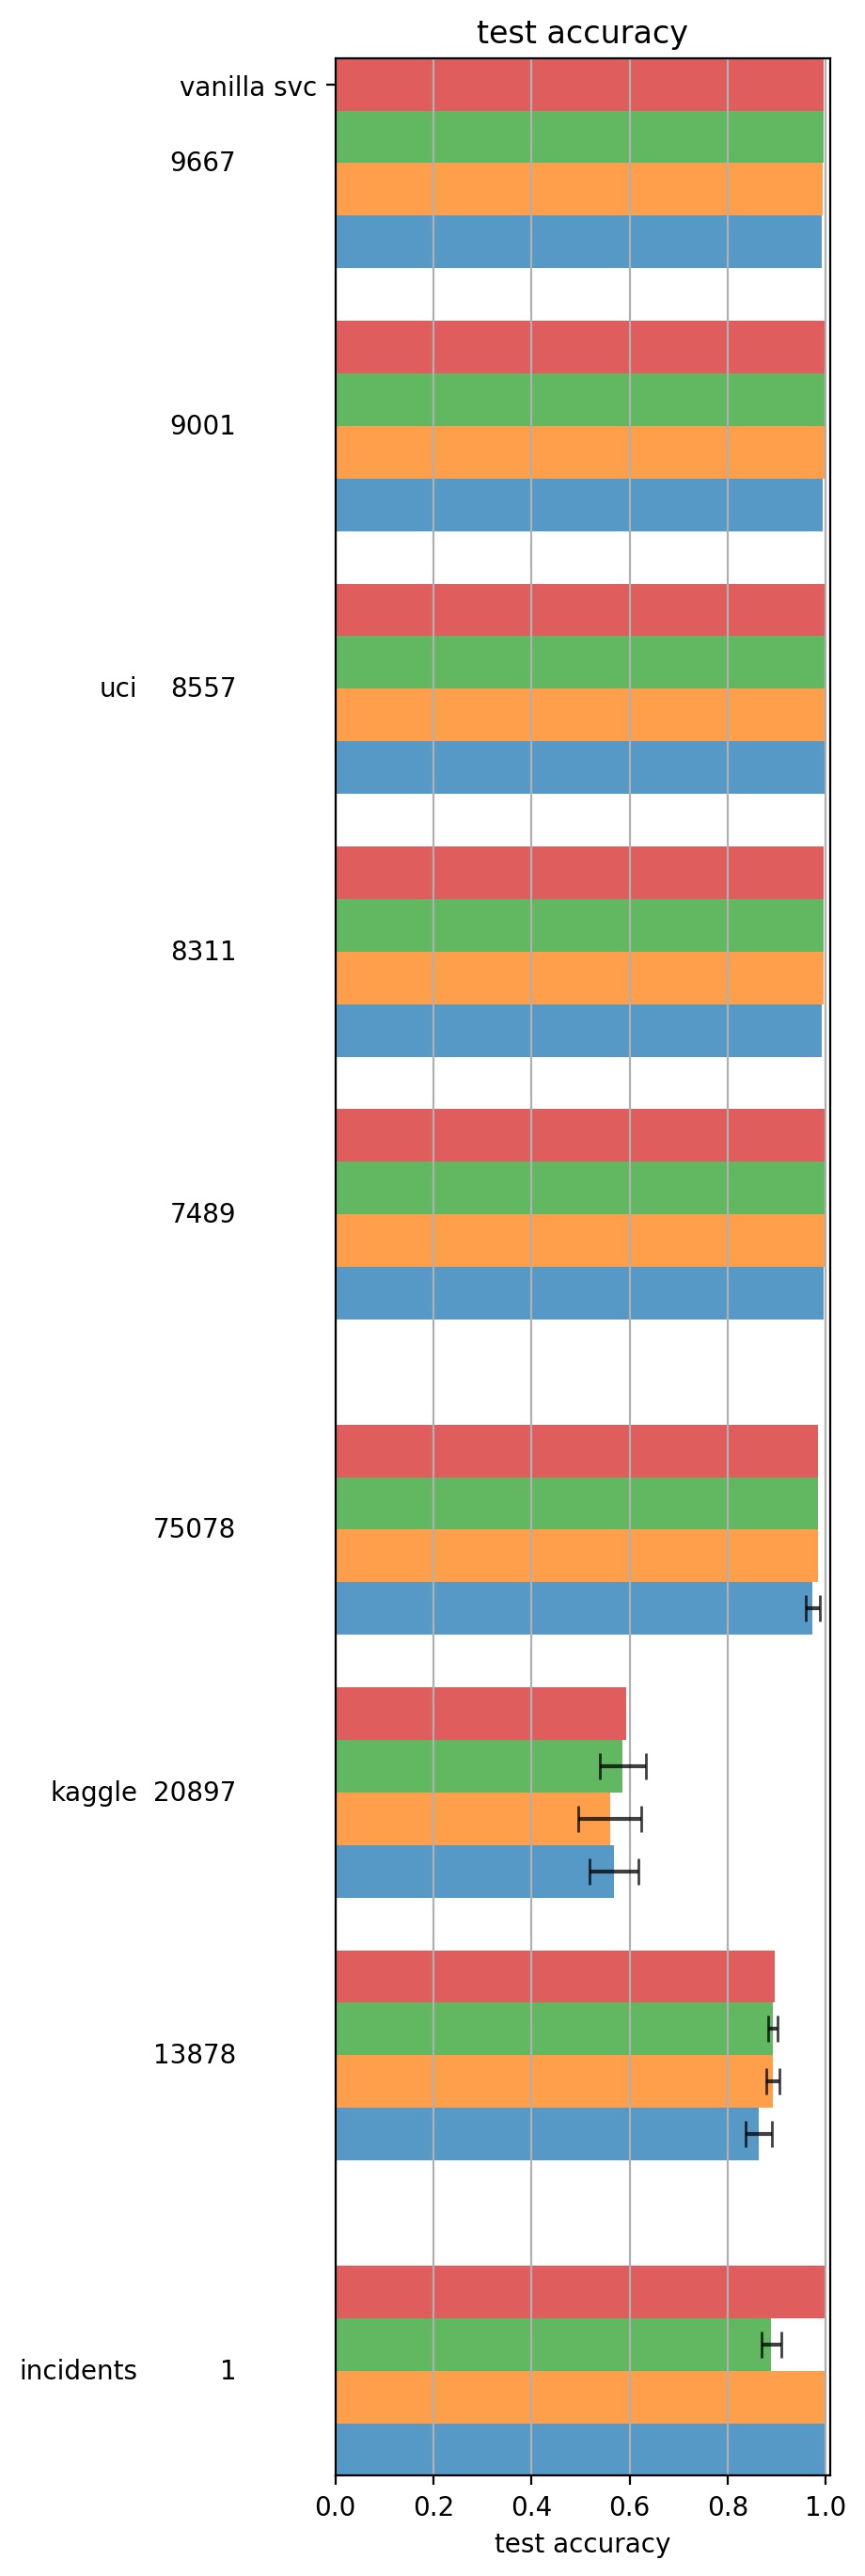 test accuracy
vanilla svc
9667
9001
uci 8557
8311
7489
75078
kaggle 20897
13878
incidents 1
0.0 0.2 0.4 0.6 0.8 1.0
test accuracy